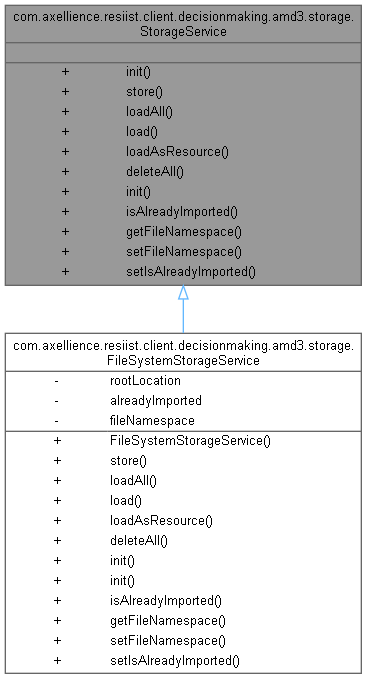 com.axellience.resiist.client.decisionmaking.amd3.storage.
StorageService
+ init()
+ store()
+ loadAll()
+ load()
+ loadAsResource()
+ deleteAll()
+ init()
+ isAlreadyImported()
+ getFileNamespace()
+ setFileNamespace()
+ setIsAlreadyImported()
com.axellience.resiist.client.decisionmaking.amd3.storage.
FileSystemStorageService
- rootLocation
- alreadyImported
- fileNamespace
+ FileSystemStorageService()
+ store()
+ loadAll()
+ load()
+ loadAsResource()
+ deleteAll()
+ init()
+ init()
+ isAlreadyImported()
+ getFileNamespace()
+ setFileNamespace()
+ setIsAlreadyImported()